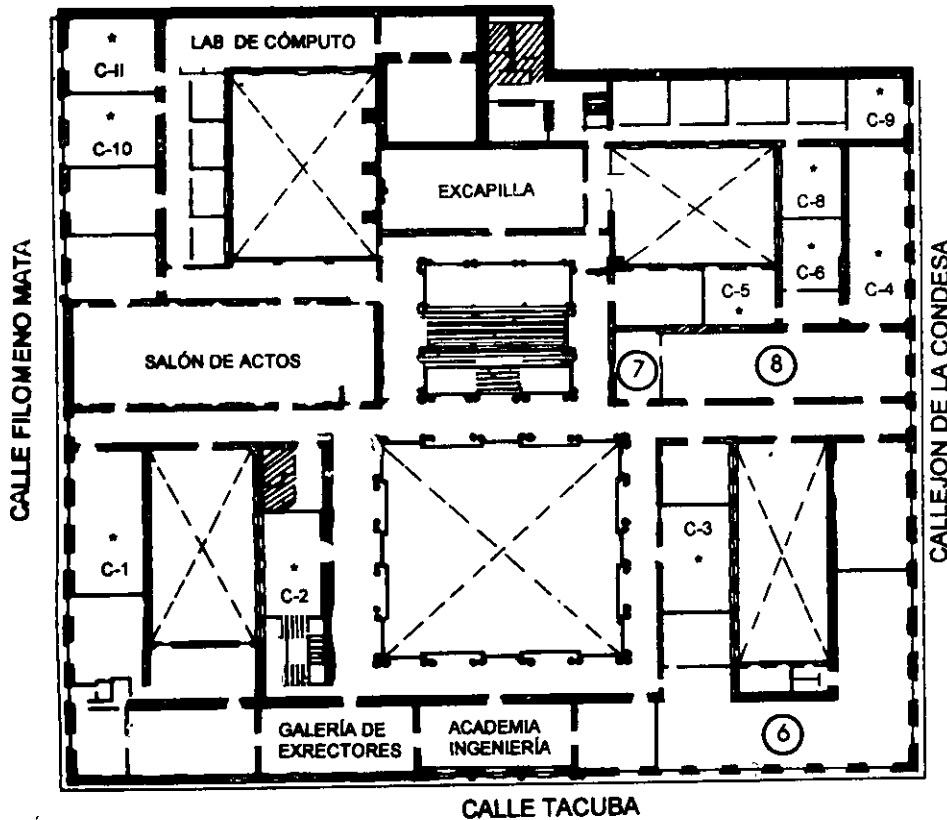 LAB DE CÓMPUTO
*
C-II
*
C-10
*
C-9
EXCAPILLA
*
C-8
*
C-6
*
C-4
C-5
*
CALLE FILOMENO MATA
SALÓN DE ACTOS
7
8
CALLEJON DE LA CONDESA
*
C-1
*
C-2
C-3
*
GALERÍA DE
EXRECTORES
ACADEMIA
INGENIERÍA
6
CALLE TACUBA